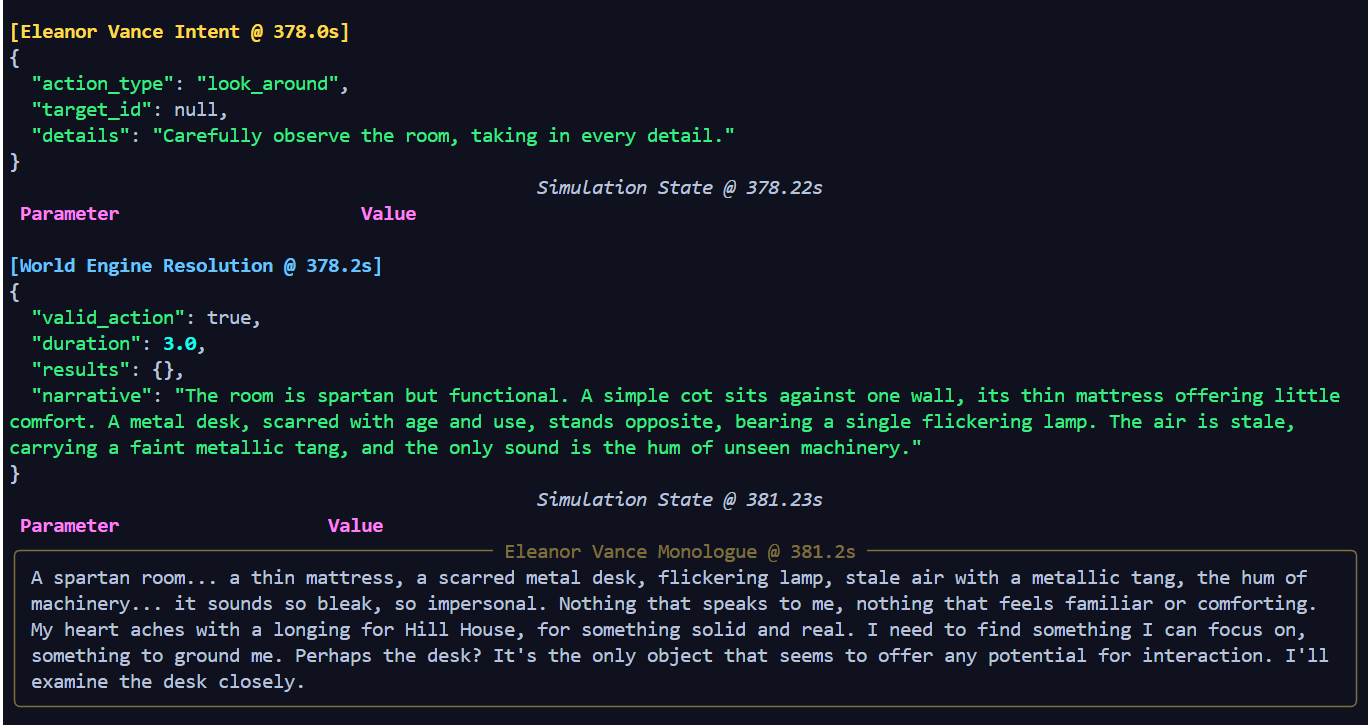 [Eleanor Vance Intent @ 378.0s]
{
  "action_type": "look_around",
  "target_id": null,
  "details": "Carefully observe the room, taking in every detail."
}
Simulation State @ 378.22s
Parameter Value
[World Engine Resolution @ 378.2s]
{
  "valid_action": true,
  "duration": 3.0,
  "results": {},
  "narrative": "The room is spartan but functional. A simple cot sits against one wall, its thin mattress offering little
comfort. A metal desk, scarred with age and use, stands opposite, bearing a single flickering lamp. The air is stale,
carrying a faint metallic tang, and the only sound is the hum of unseen machinery."
}
Simulation State @ 381.23s
Parameter Value
Eleanor Vance Monologue @ 381.2s
A spartan room... a thin mattress, a scarred metal desk, flickering lamp, stale air with a metallic tang, the hum of
machinery... it sounds so bleak, so impersonal. Nothing that speaks to me, nothing that feels familiar or comforting.
My heart aches with a longing for Hill House, for something solid and real. I need to find something I can focus on,
something to ground me. Perhaps the desk? It's the only object that seems to offer any potential for interaction. I'll
examine the desk closely.